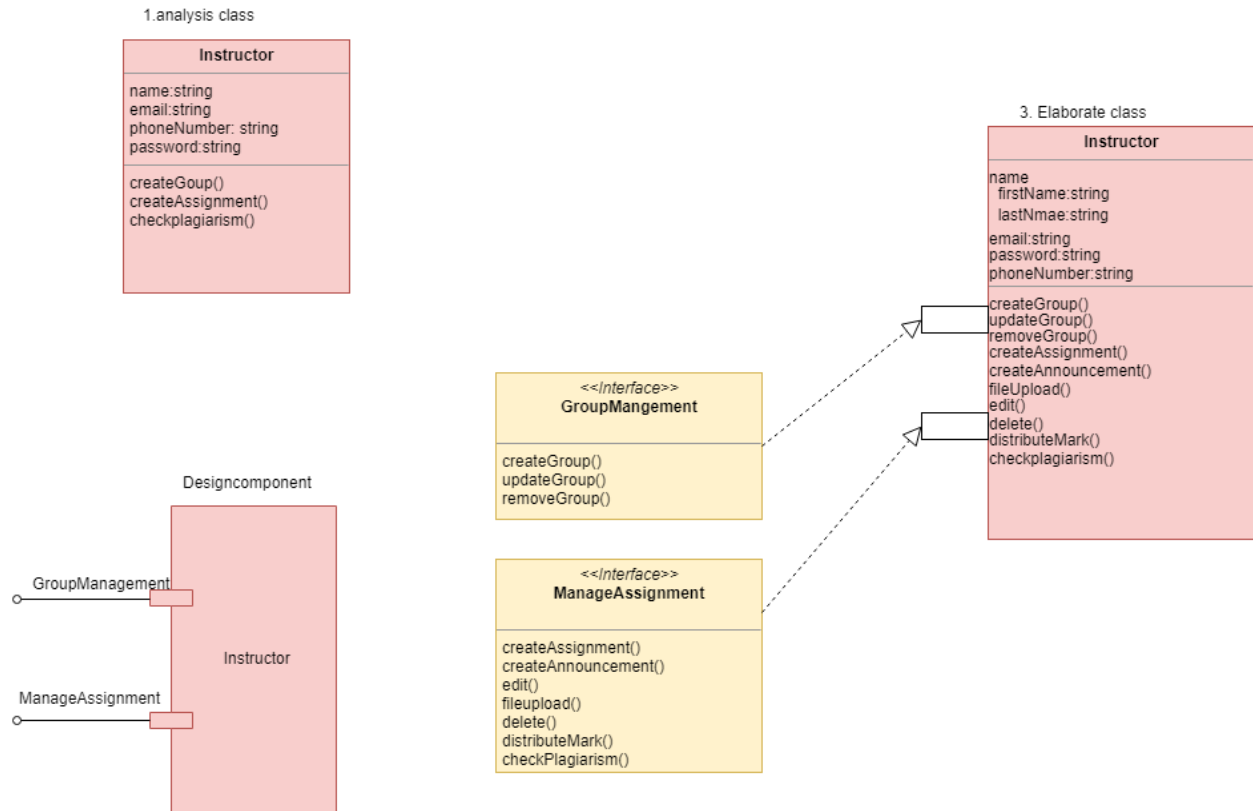 1.analysis class
Instructor
name:string
email:string
phoneNumber: string
password:string
createGoup()
createAssignment()
checkplagiarism()
Designcomponent
GroupManagement
Instructor
ManageAssignment
<<Interface>>
GroupMangement
createGroup()
updateGroup()
removeGroup()
<<Interface>>
ManageAssignment
createAssignment()
createAnnouncement()
edit()
fileupload()
delete()
distributeMark()
checkPlagiarism()
3. Elaborate class
Instructor
name
firstName:string
lastNmae:string
email:string
password:string
phoneNumber:string
createGroup()
updateGroup()
removeGroup()
createAssignment()
createAnnouncement()
fileUpload()
edit()
delete()
distributeMark()
checkplagiarism()